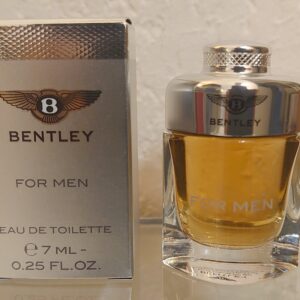 B
BENTLEY
FOR MEN
EAU DE TOILETTE
℮ 7 ML -
0.25 FL.OZ.
B
BENTLEY
FOR MEN